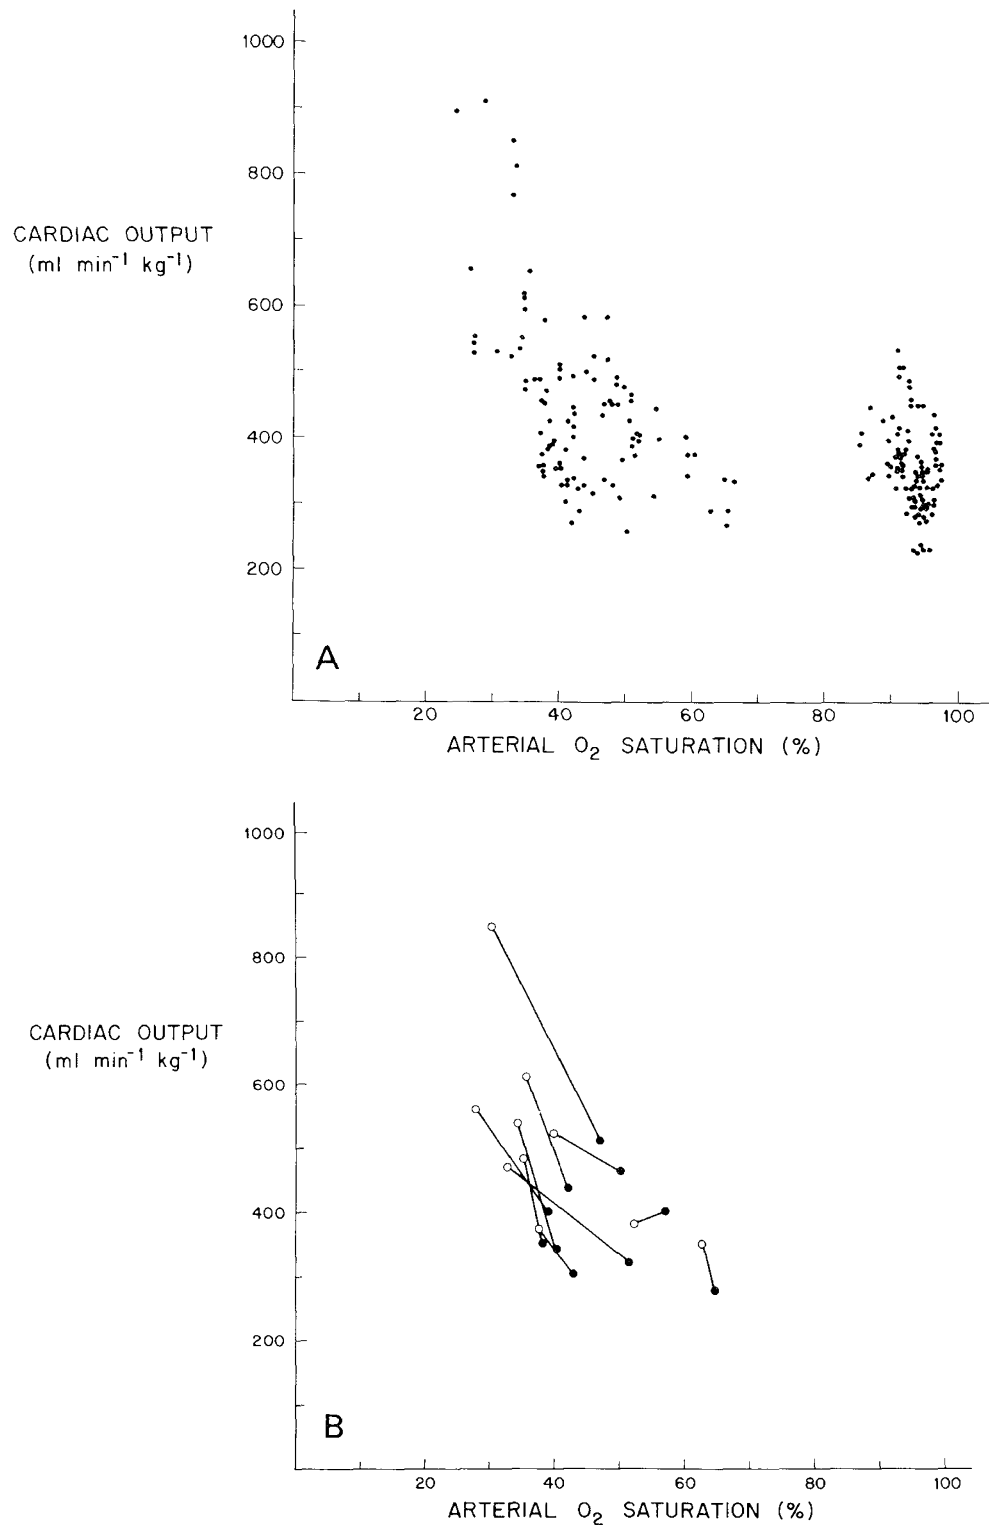 1000
800
CARDIAC OUTPUT
(ml min⁻¹ kg⁻¹)
600
400
200
A
20 40 60 80 100
ARTERIAL O₂ SATURATION (%)
1000
800
CARDIAC OUTPUT
(ml min⁻¹ kg⁻¹)
600
400
200
B
20 40 60 80 100
ARTERIAL O₂ SATURATION (%)